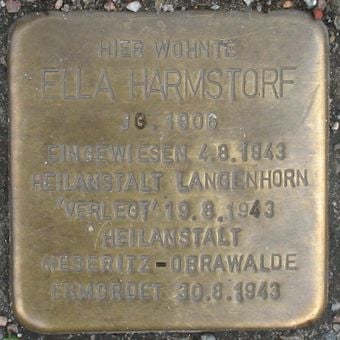 HIER WOHNTE
ELLA HARMSTORF
JG. 1906
EINGEWIESEN 4.8.1943
HEILANSTALT LANGENHORN
'VERLEGT' 19.8.1943
HEILANSTALT
MESERITZ-OBRAWALDE
ERMORDET 30.8.1943